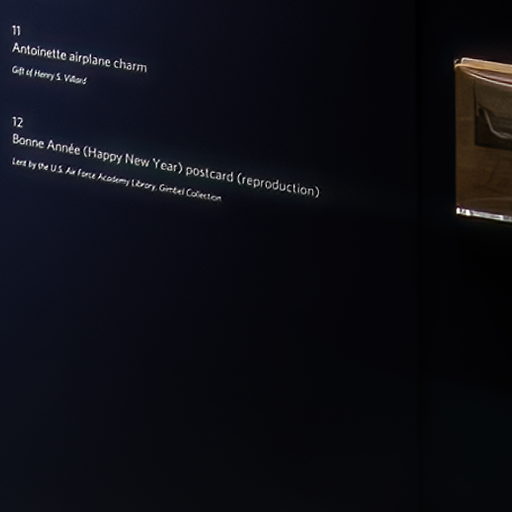 11
Antoinette airplane charm
Gift of Henry S. Villard
12
Bonne Année (Happy New Year) postcard (reproduction)
Lent by the U.S. Air Force Academy Library, Gimbel Collection